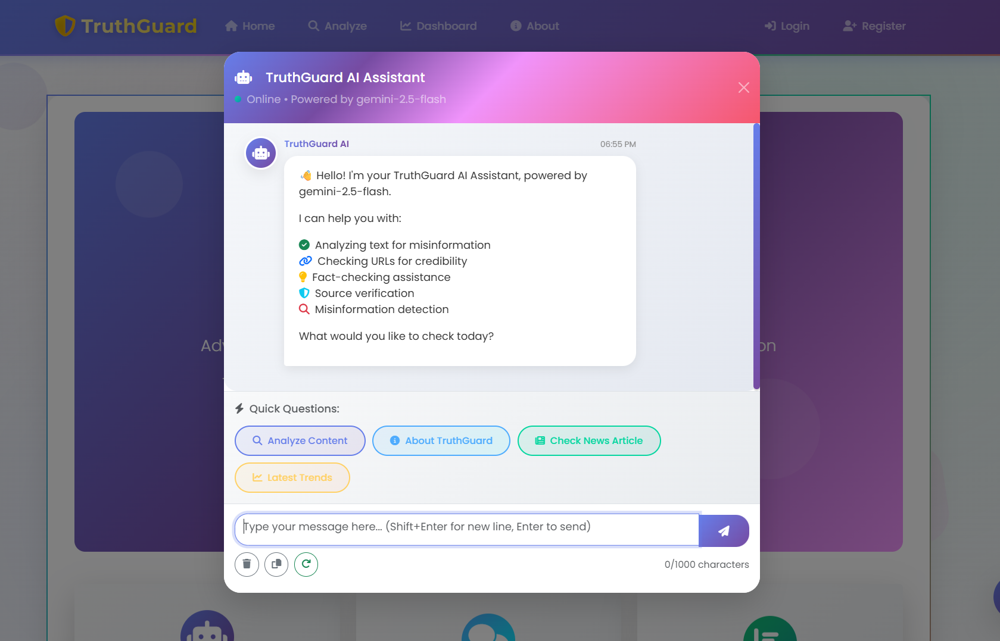 TruthGuard
Home
Analyze
Dashboard
About
Login
Register
TruthGuard AI Assistant
Online • Powered by gemini-2.5-flash
TruthGuard AI
06:55 PM
👋 Hello! I'm your TruthGuard AI Assistant, powered by
gemini-2.5-flash.
I can help you with:
Analyzing text for misinformation
Checking URLs for credibility
Fact-checking assistance
Source verification
Misinformation detection
What would you like to check today?
Quick Questions:
Analyze Content
About TruthGuard
Check News Article
Latest Trends
Type your message here... (Shift+Enter for new line, Enter to send)
0/1000 characters